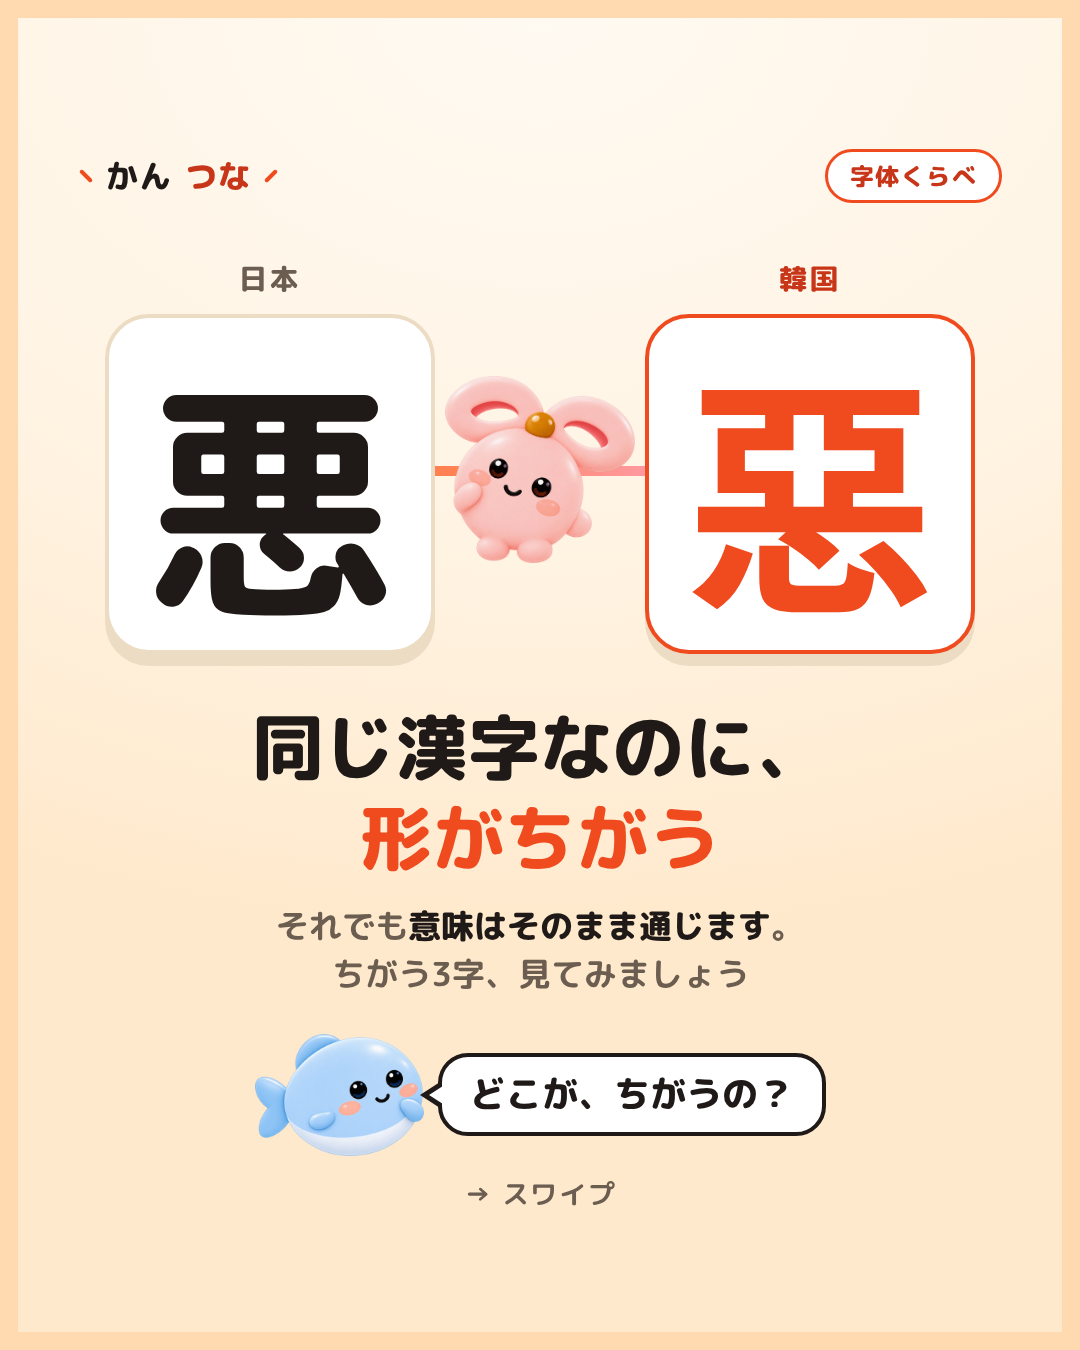 かん つな
字体くらべ
日本
韓国
悪
惡
同じ漢字なのに、
形がちがう
それでも意味はそのまま通じます。
ちがう3字、見てみましょう
どこが、ちがうの？
→ スワイプ